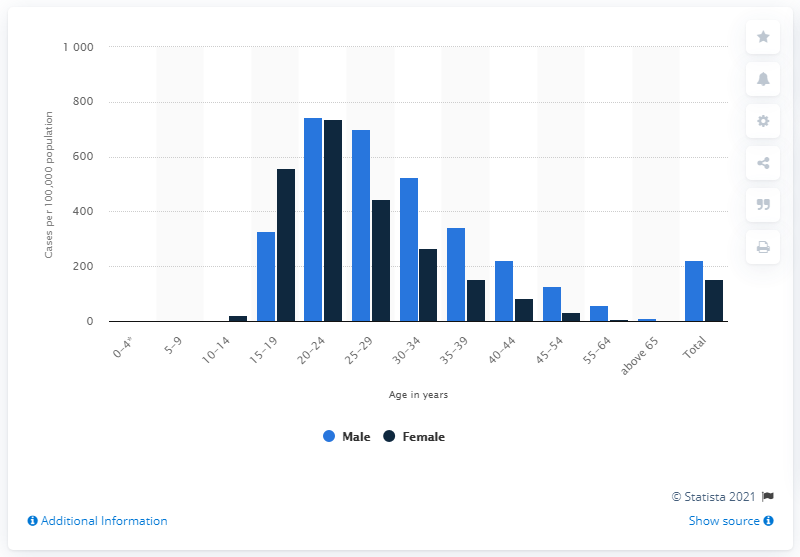 1 000
800
600
400
200
0
Cases per 100,000 population
0–4*
5–9
10–14
15–19
20–24
25–29
30–34
35–39
40–44
45–54
55–64
above 65
Total
Age in years
Male Female
© Statista 2021
Additional Information Show source